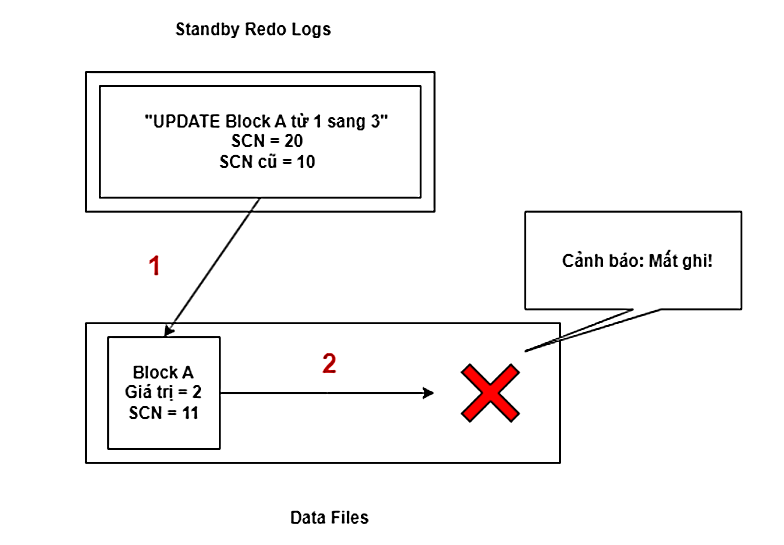 Standby Redo Logs
"UPDATE Block A từ 1 sang 3"
SCN = 20
SCN cũ = 10
1
Cảnh báo: Mất ghi!
Block A
Giá trị = 2
SCN = 11
2
Data Files